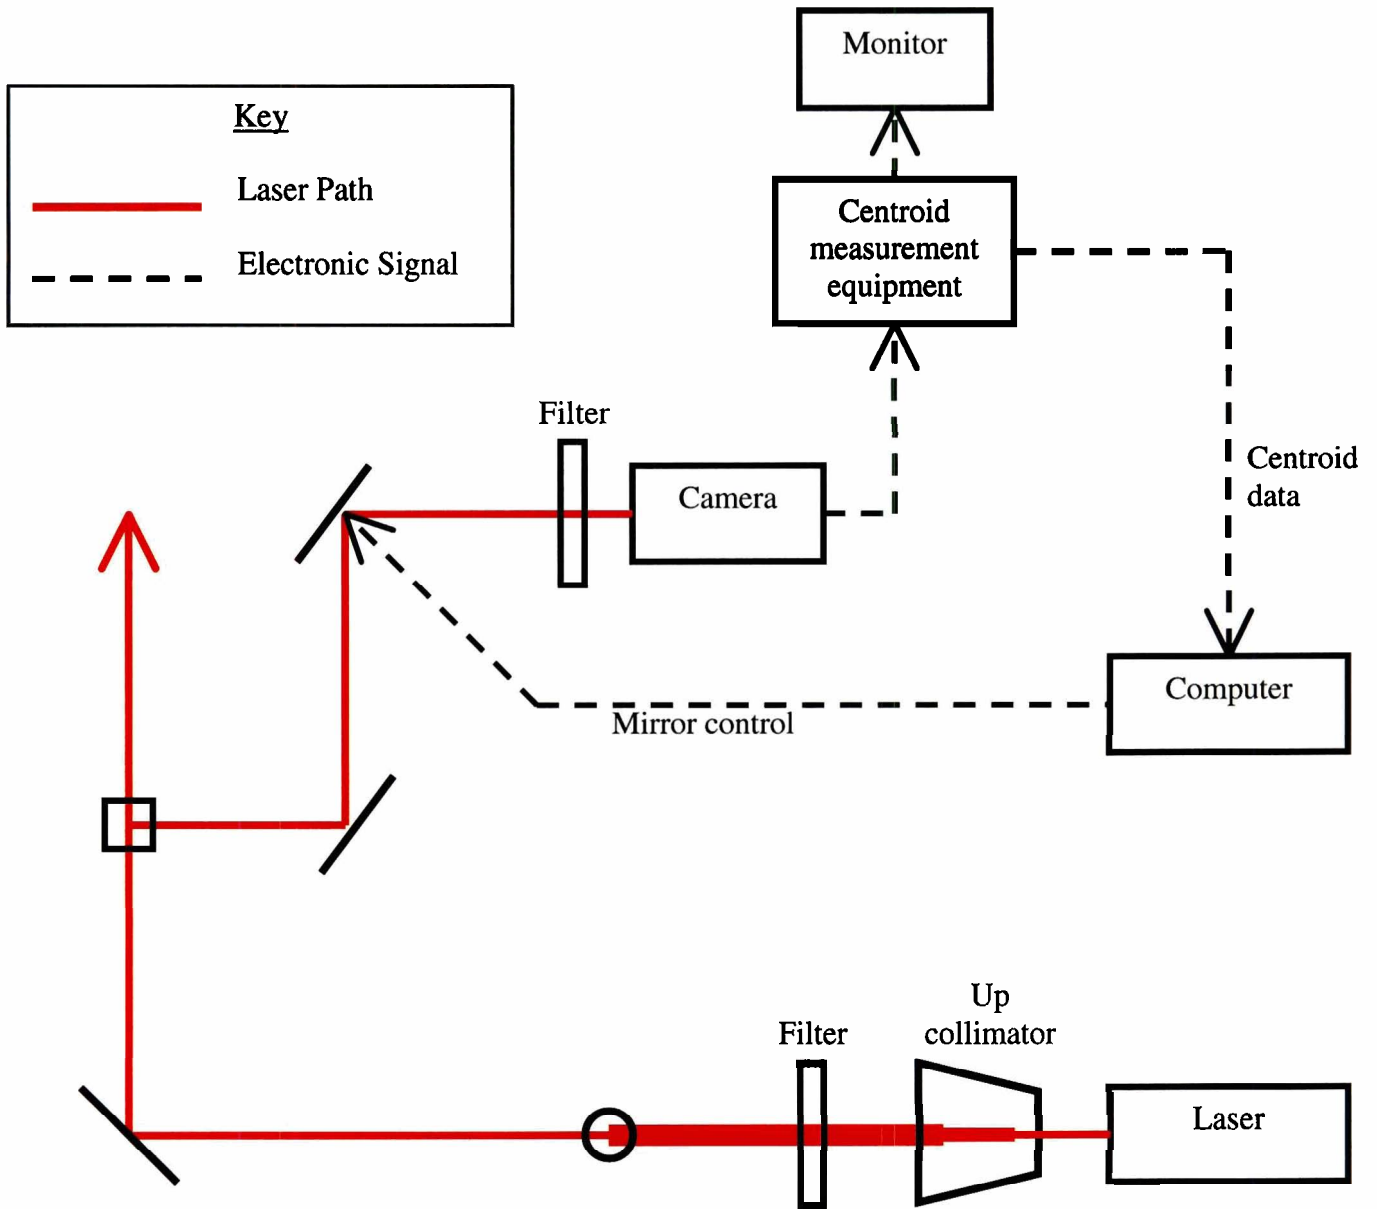 Monitor
Key
Laser Path
Electronic Signal
Centroid
measurement
equipment
Filter
Camera
Centroid
data
Computer
Mirror control
Up
collimator
Filter
Laser